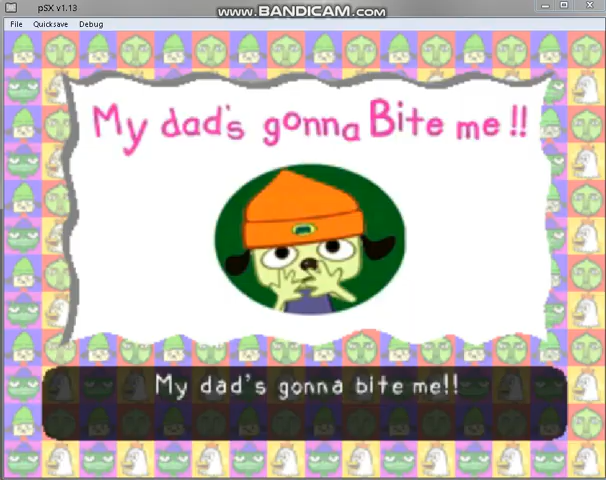 pSX v1.13
www.BANDICAM.com
File Quicksave Debug
My dad's gonna Bite me!!
My dad's gonna bite me!!